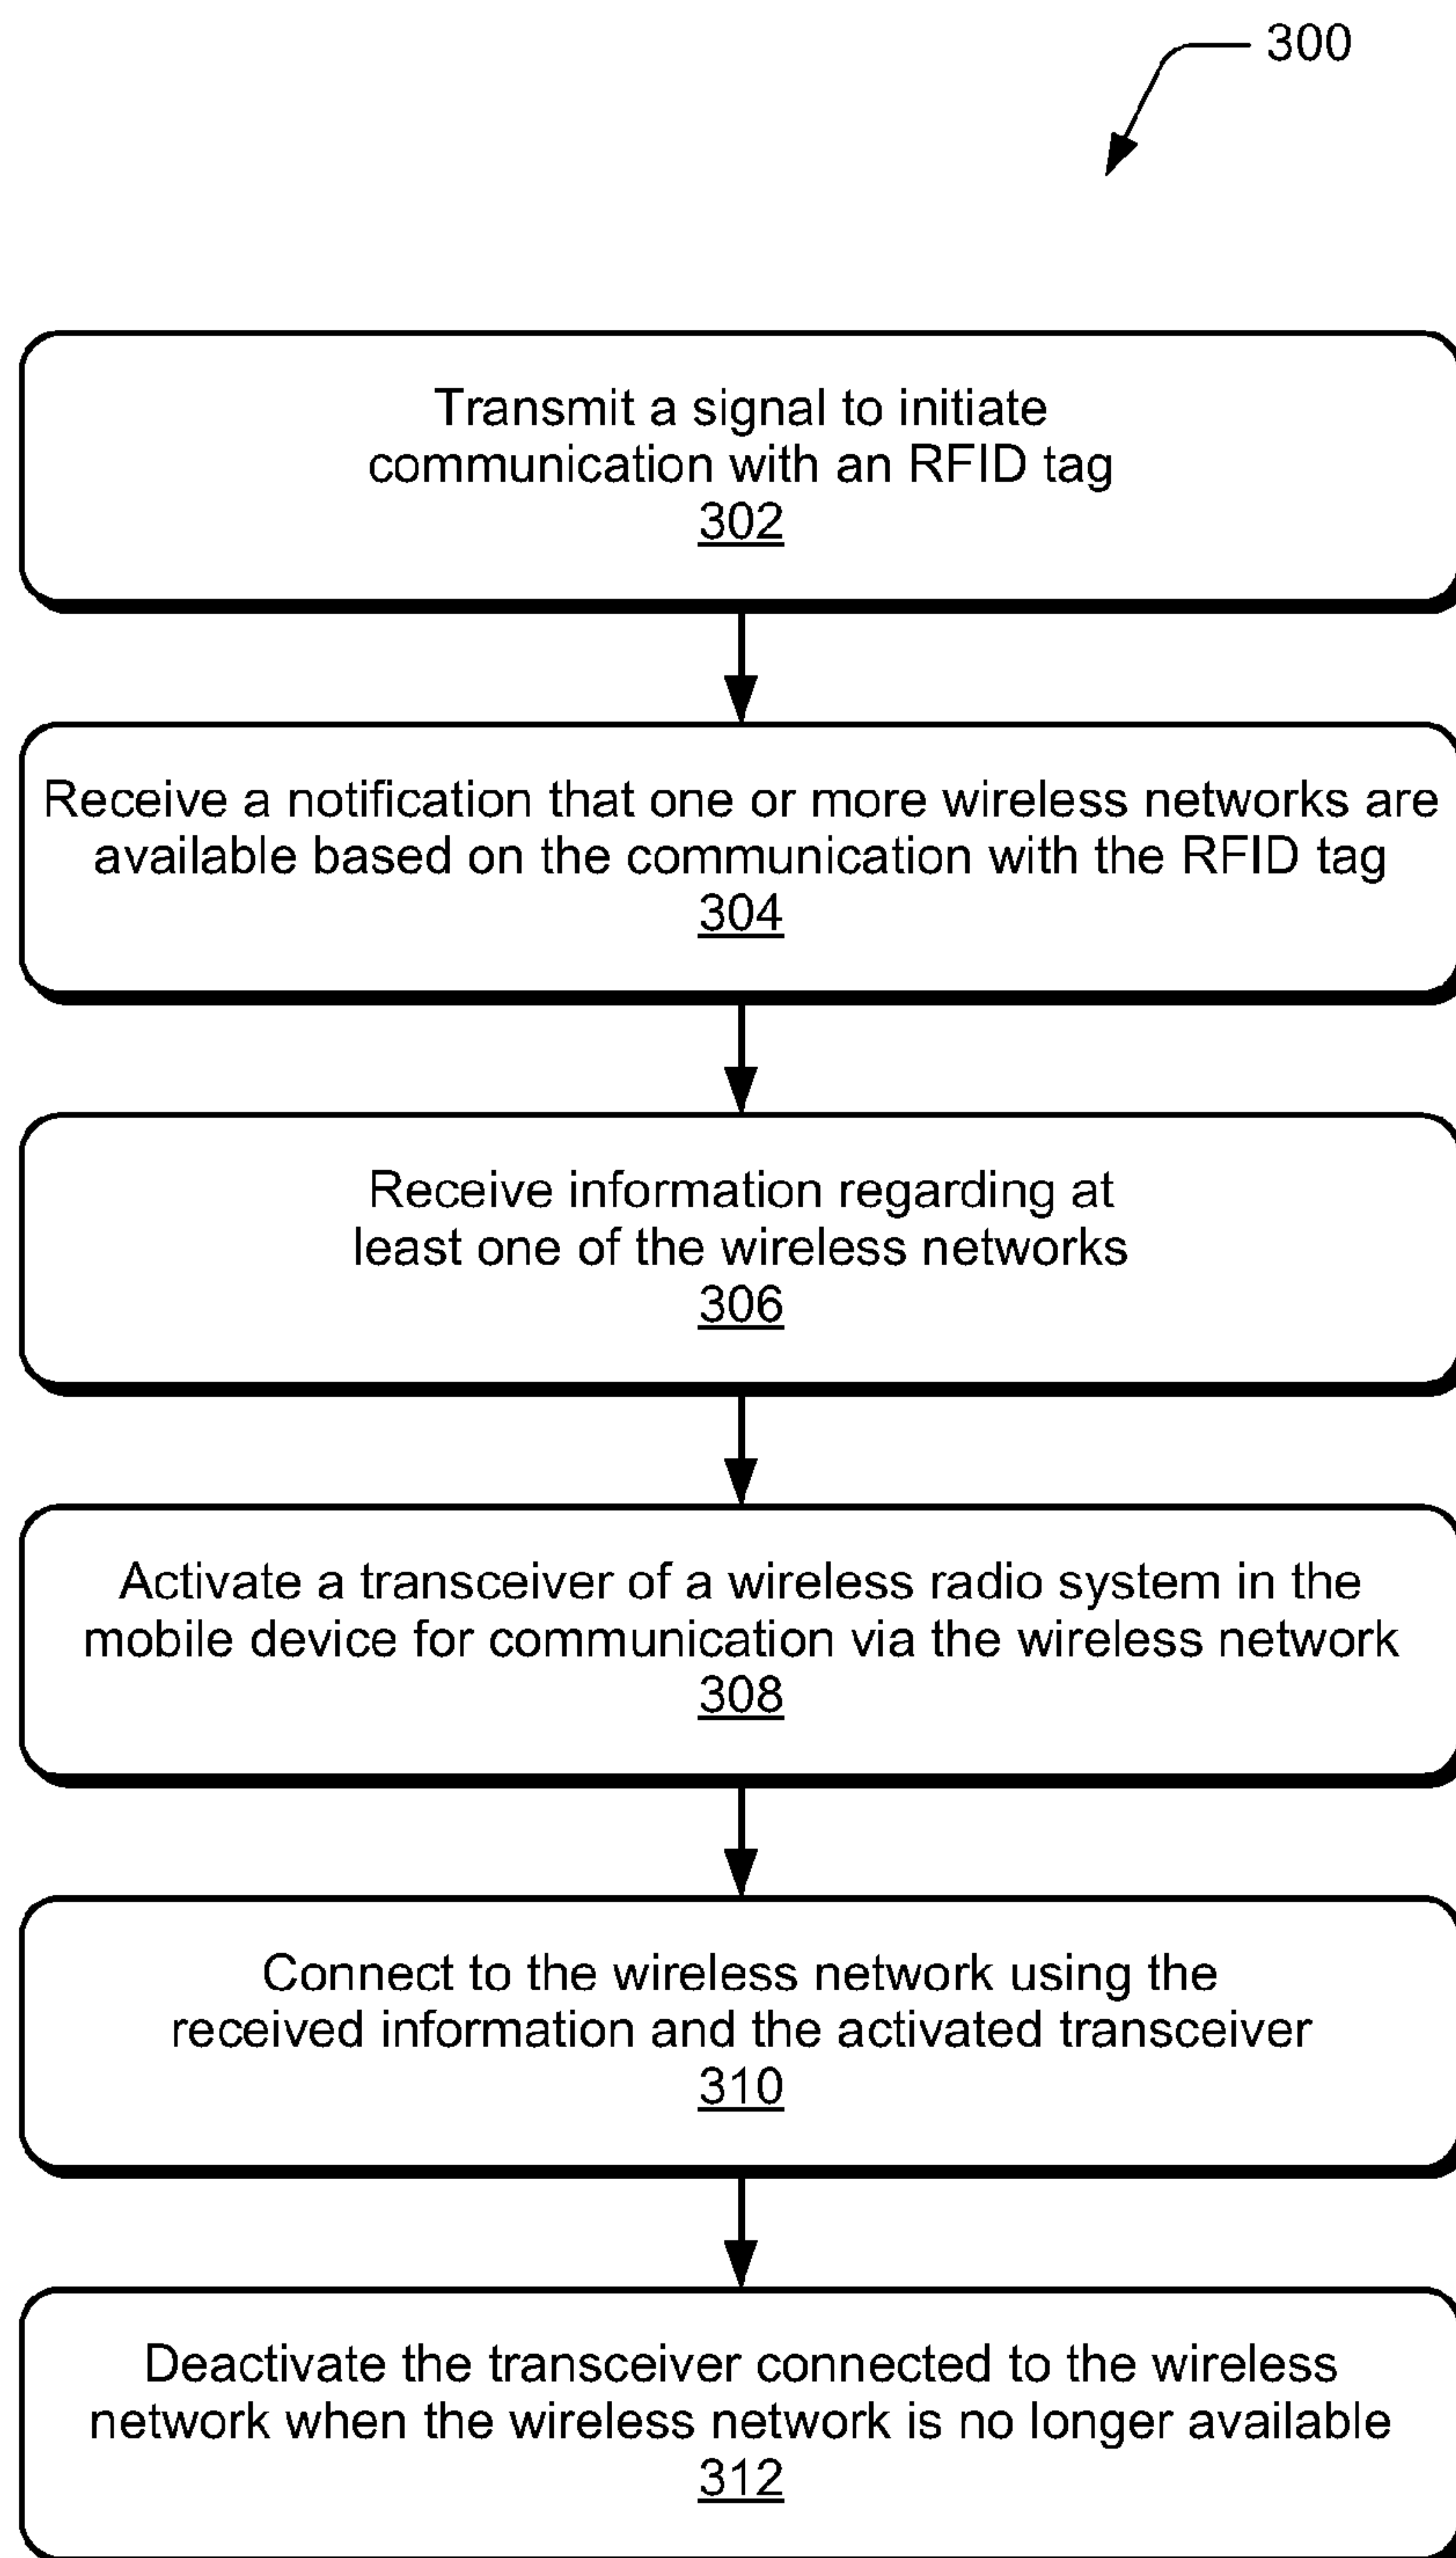 300
Transmit a signal to initiate
communication with an RFID tag
302
Receive a notification that one or more wireless networks are
available based on the communication with the RFID tag
304
Receive information regarding at
least one of the wireless networks
306
Activate a transceiver of a wireless radio system in the
mobile device for communication via the wireless network
308
Connect to the wireless network using the
received information and the activated transceiver
310
Deactivate the transceiver connected to the wireless
network when the wireless network is no longer available
312